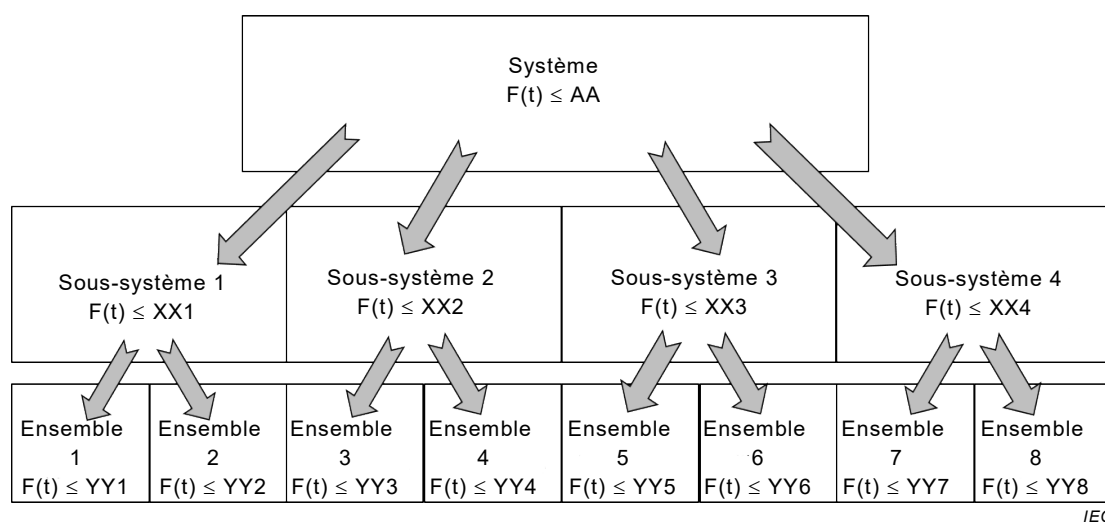 Système
F(t) ≤ AA
Sous-système 1
F(t) ≤ XX1
Sous-système 2
F(t) ≤ XX2
Sous-système 3
F(t) ≤ XX3
Sous-système 4
F(t) ≤ XX4
Ensemble
1
F(t) ≤ YY1
Ensemble
2
F(t) ≤ YY2
Ensemble
3
F(t) ≤ YY3
Ensemble
4
F(t) ≤ YY4
Ensemble
5
F(t) ≤ YY5
Ensemble
6
F(t) ≤ YY6
Ensemble
7
F(t) ≤ YY7
Ensemble
8
F(t) ≤ YY8
IEC